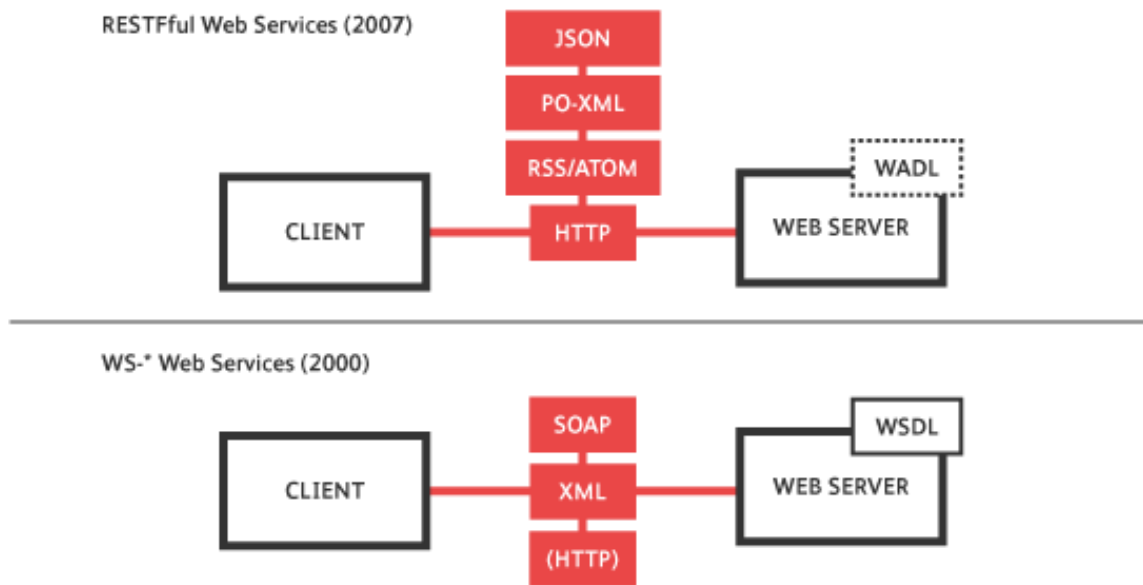 RESTFful Web Services (2007)
JSON
PO-XML
RSS/ATOM
WADL
CLIENT
HTTP
WEB SERVER
WS-* Web Services (2000)
SOAP
WSDL
CLIENT
XML
WEB SERVER
(HTTP)